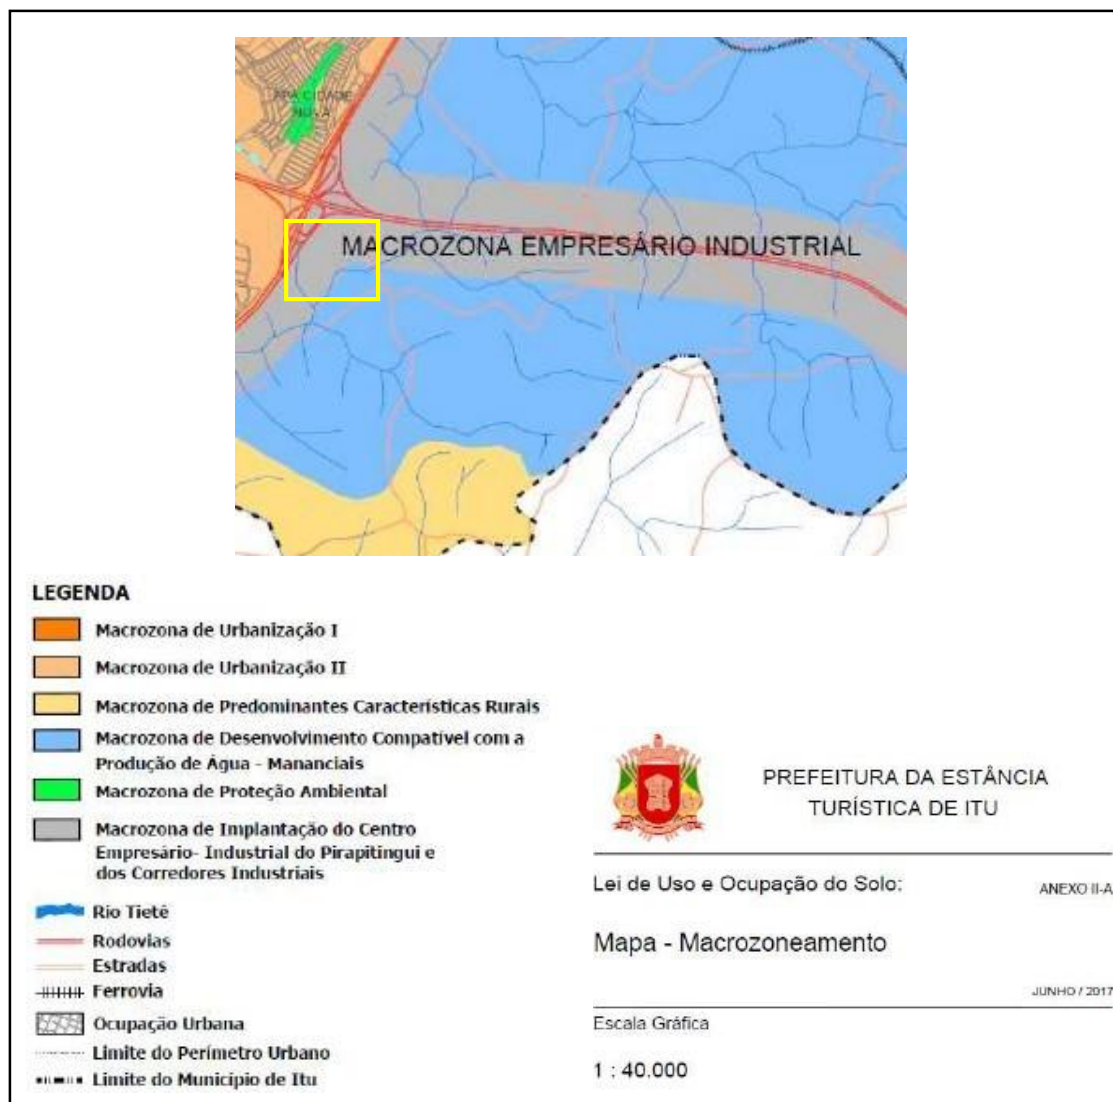 APA CIDADE
NOVA
MACROZONA EMPRESÁRIO INDUSTRIAL
LEGENDA
Macrozona de Urbanização I
Macrozona de Urbanização II
Macrozona de Predominantes Características Rurais
Macrozona de Desenvolvimento Compatível com a
Produção de Água - Mananciais
Macrozona de Proteção Ambiental
Macrozona de Implantação do Centro
Empresário- Industrial do Pirapitingui e
dos Corredores Industriais
Rio Tietê
Rodovias
Estradas
Ferrovia
Ocupação Urbana
Limite do Perímetro Urbano
Limite do Município de Itu
PREFEITURA DA ESTÂNCIA
TURÍSTICA DE ITU
Lei de Uso e Ocupação do Solo:
ANEXO II-A
Mapa - Macrozoneamento
JUNHO / 2017
Escala Gráfica
1 : 40.000